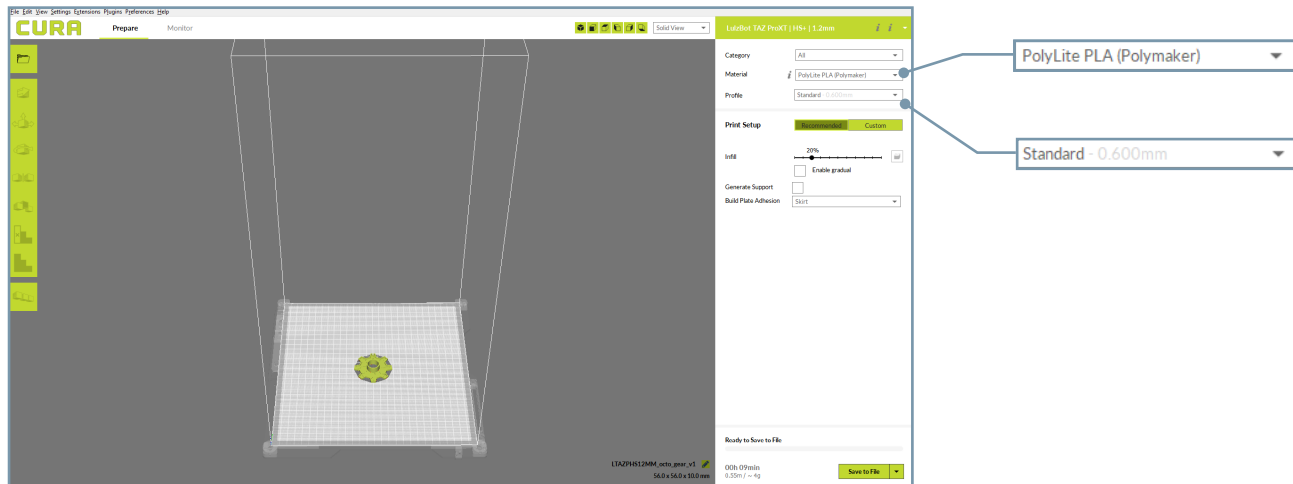 File Edit View Settings Extensions Plugins Preferences Help
CURA Prepare Monitor Solid View
LulzBot TAZ ProXT | HS+ | 1.2mm i i
Category All
Material i PolyLite PLA (Polymaker)
Profile Standard - 0.600mm
Print Setup Recommended Custom
20%
Infill
Enable gradual
Generate Support
Build Plate Adhesion Skirt
Ready to Save to File
LTAZPHS12MM_octo_gear_v1
56.0 x 56.0 x 10.0 mm
00h 09min
0.55m / ~ 4g
Save to File
PolyLite PLA (Polymaker)
Standard - 0.600mm